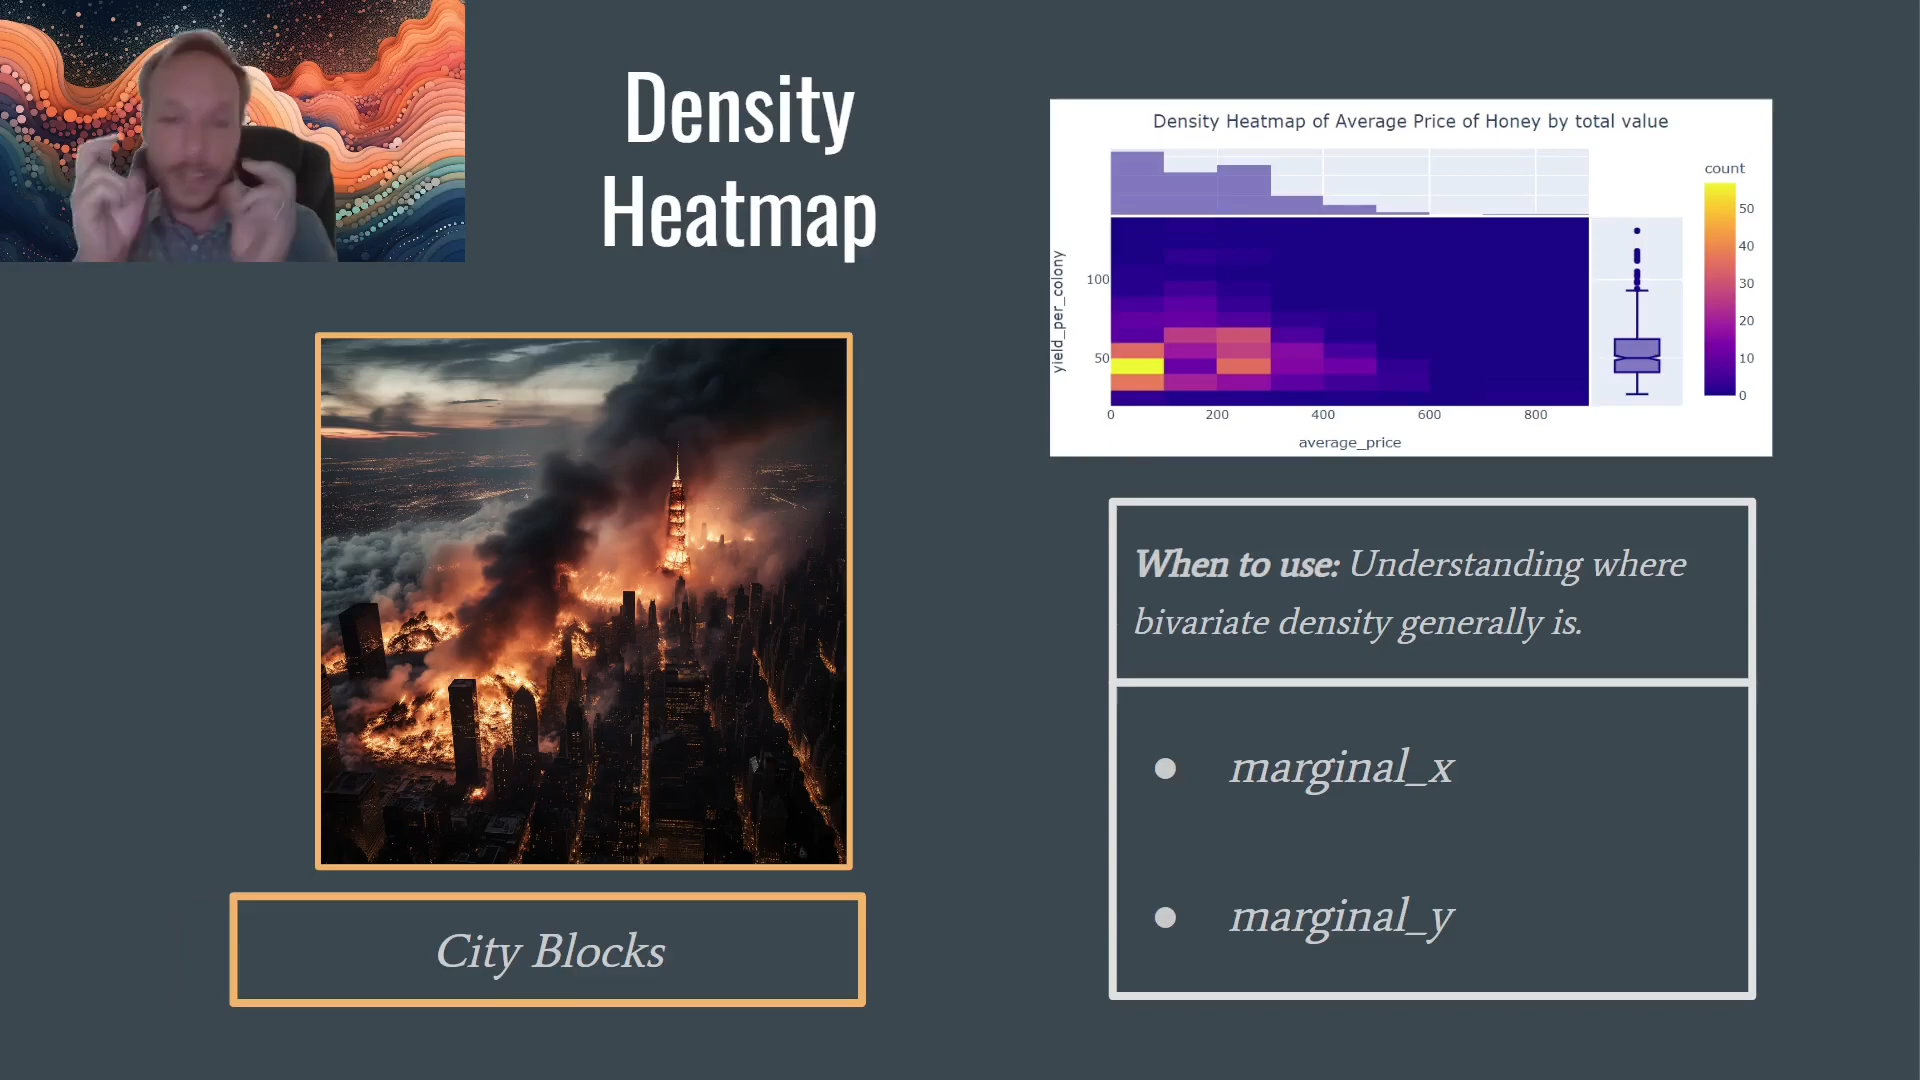 Density
Heatmap
Density Heatmap of Average Price of Honey by total value
count
50
40
30
20
10
0
yield_per_colony
100
50
0 200 400 600 800
average_price
When to use: Understanding where
bivariate density generally is.
● marginal_x
● marginal_y
City Blocks